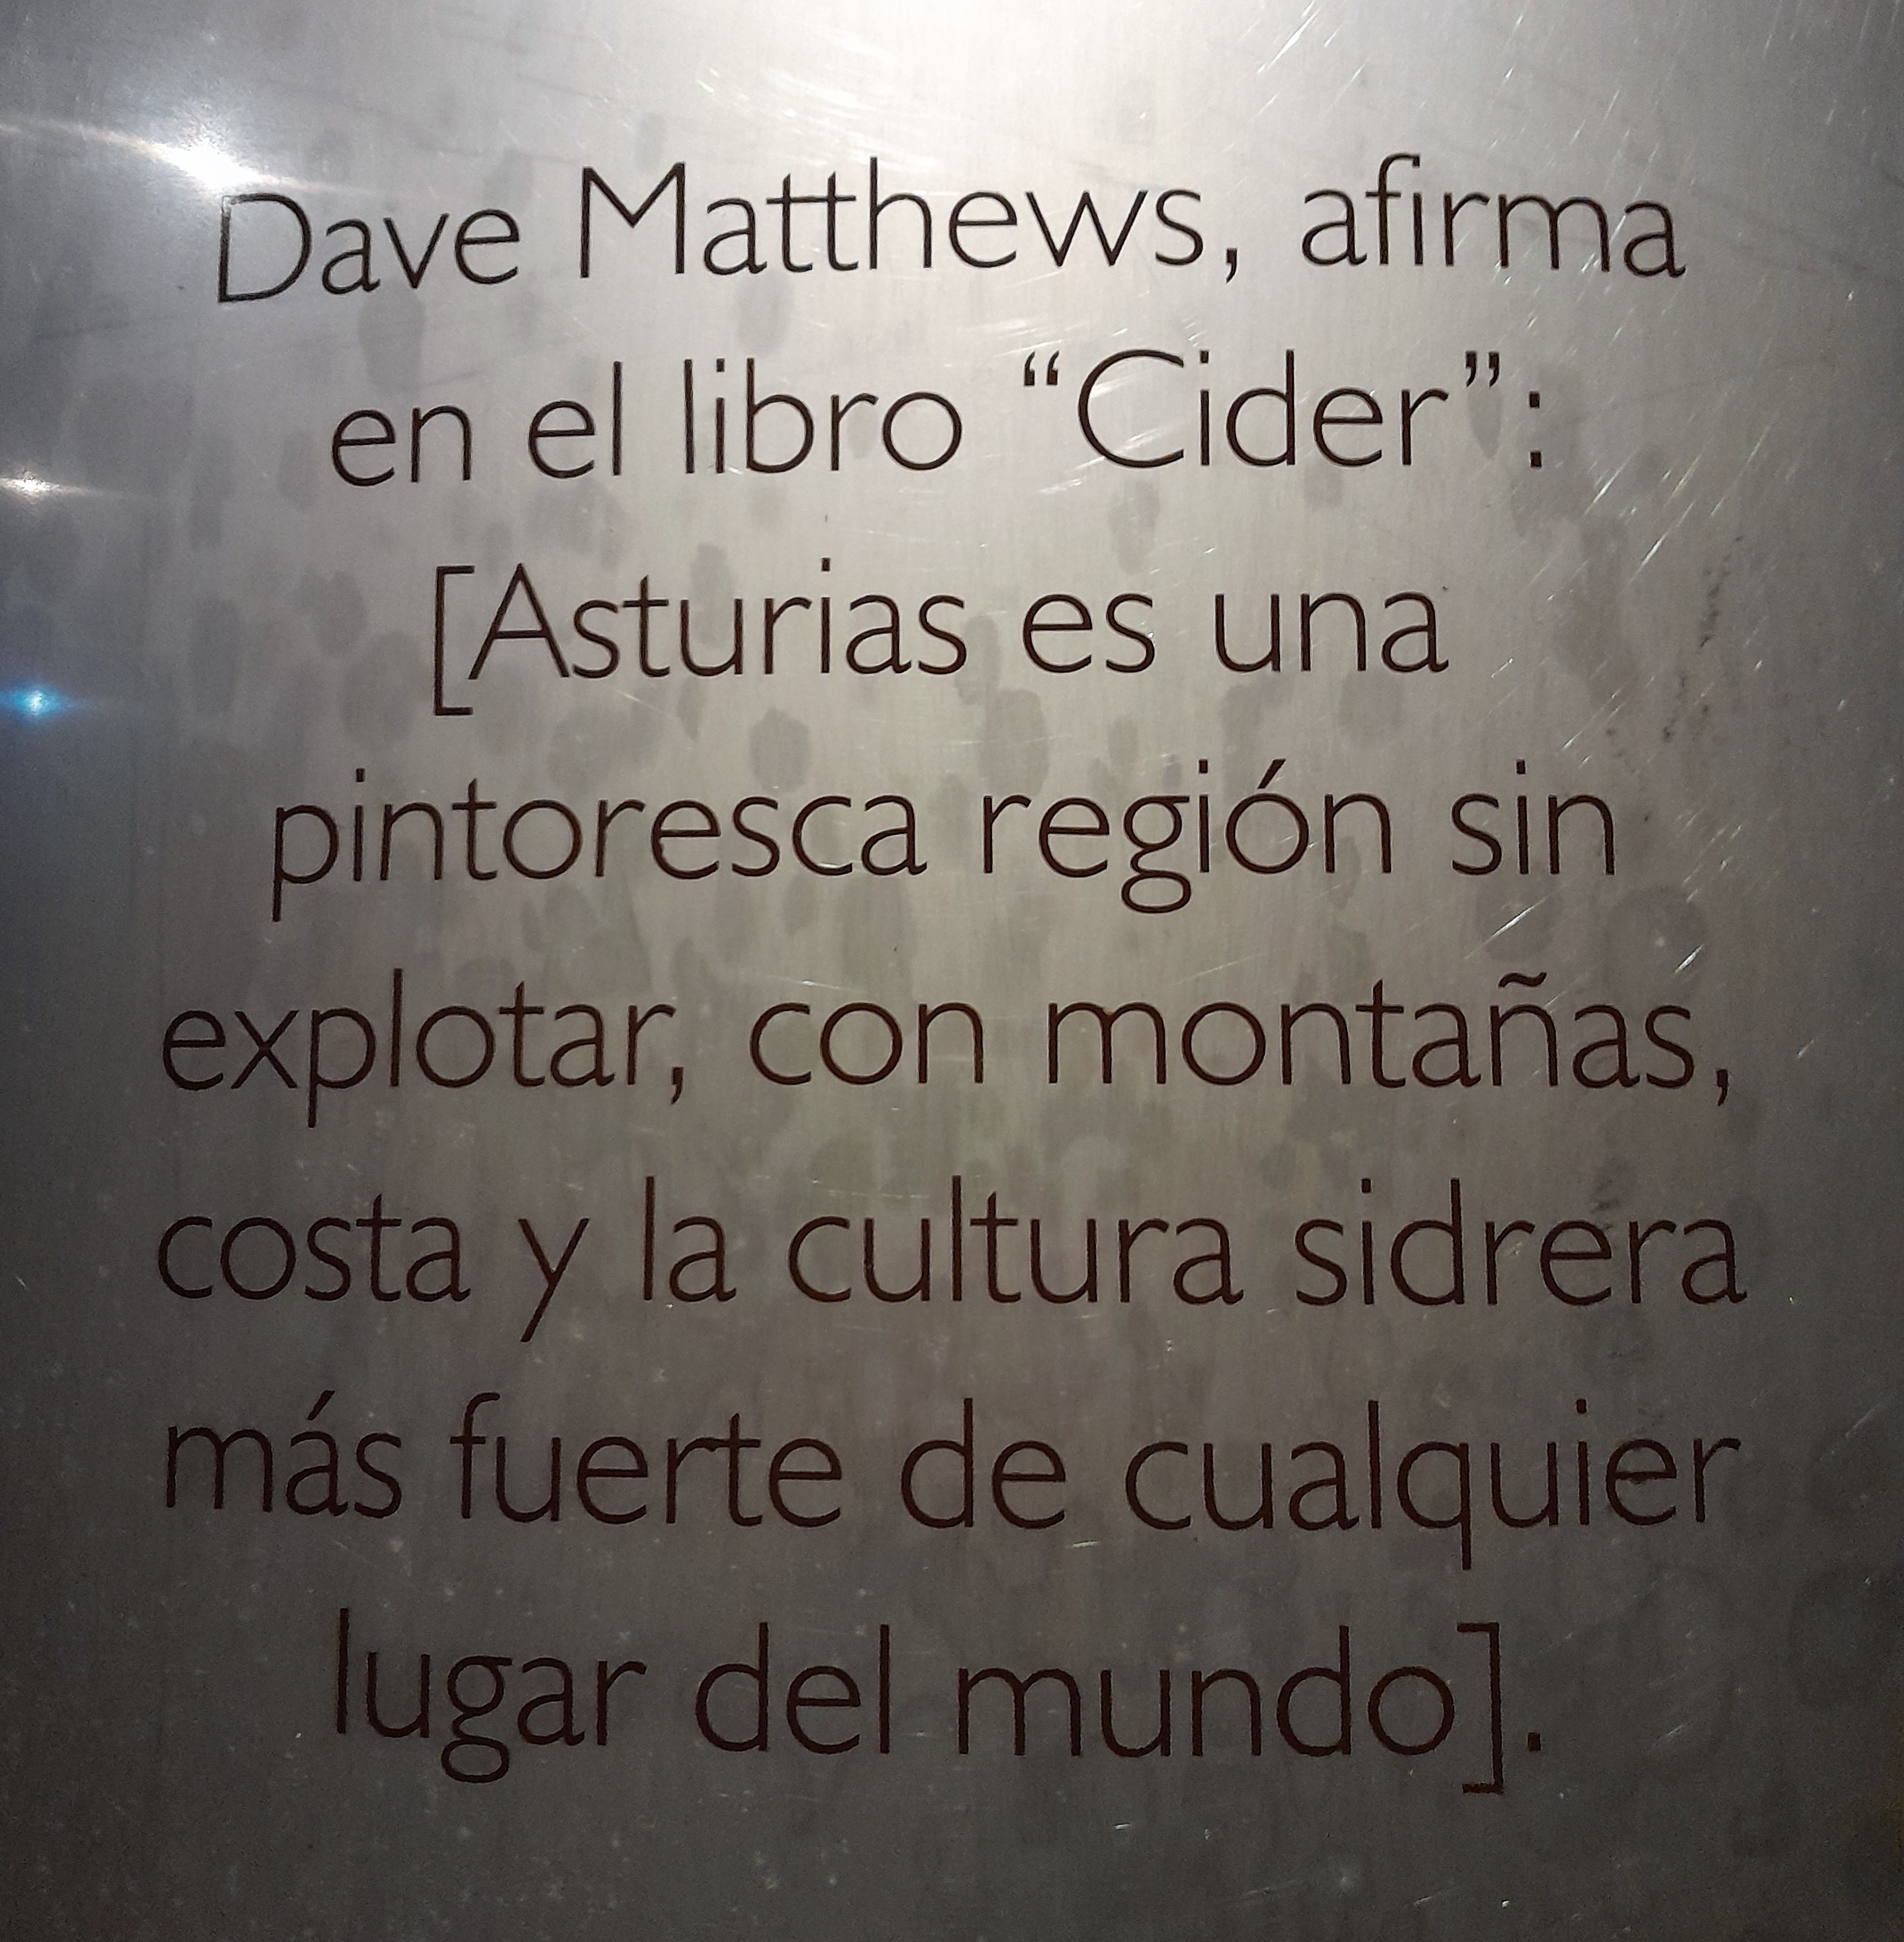 Dave Matthews, afirma
en el libro “Cider”:
[Asturias es una
pintoresca región sin
explotar, con montañas,
costa y la cultura sidrera
más fuerte de cualquier
lugar del mundo].